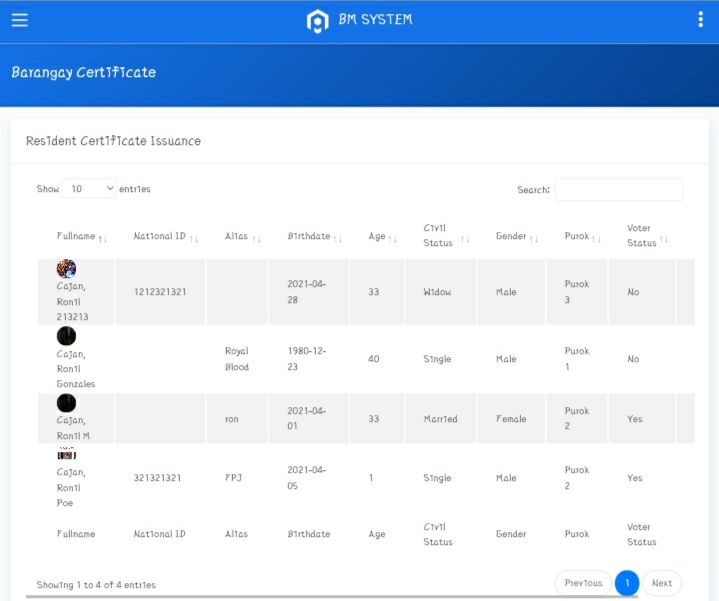 BM SYSTEM
Barangay Certificate
Resident Certificate Issuance
Show 10 entries
Search:
Fullname
National ID
Alias
Birthdate
Age
Civil
Status
Gender
Purok
Voter
Status
Cajan,
Ronil
213213
1212321321
2021-04-
28
33
Widow
Male
Purok
3
No
Cajan,
Ronil
Gonzales
Royal
Blood
1980-12-
23
40
Single
Male
Purok
1
No
Cajan,
Ronil M
ron
2021-04-
01
33
Married
Female
Purok
2
Yes
Cajan,
Ronil
Poe
321321321
FPJ
2021-04-
05
1
Single
Male
Purok
2
Yes
Fullname
National ID
Alias
Birthdate
Age
Civil
Status
Gender
Purok
Voter
Status
Showing 1 to 4 of 4 entries
Previous
1
Next